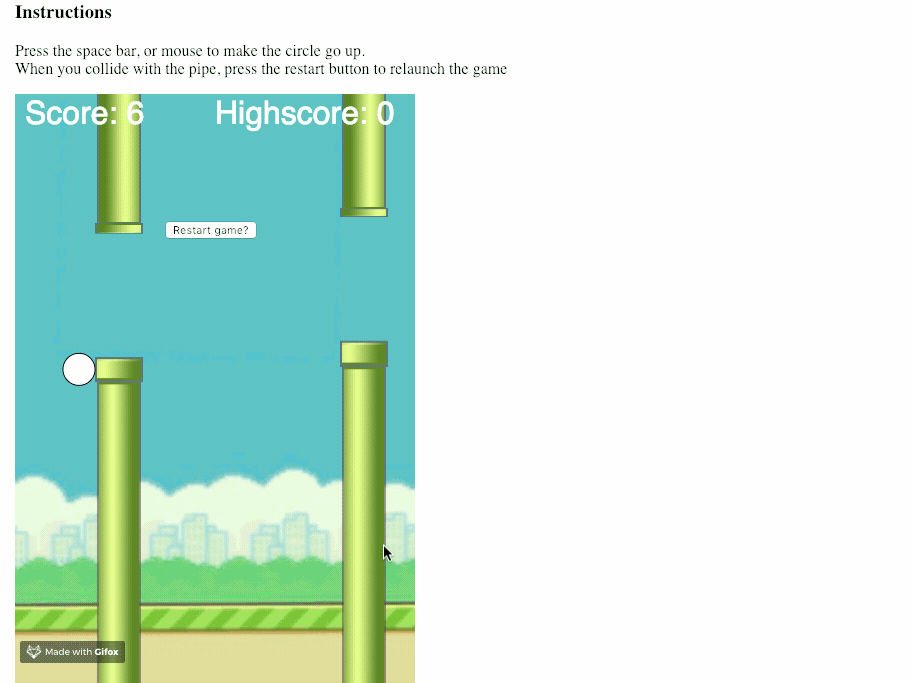 Instructions
Press the space bar, or mouse to make the circle go up.
When you collide with the pipe, press the restart button to relaunch the game
Score: 6 Highscore: 0
Restart game?
Made with Gifox